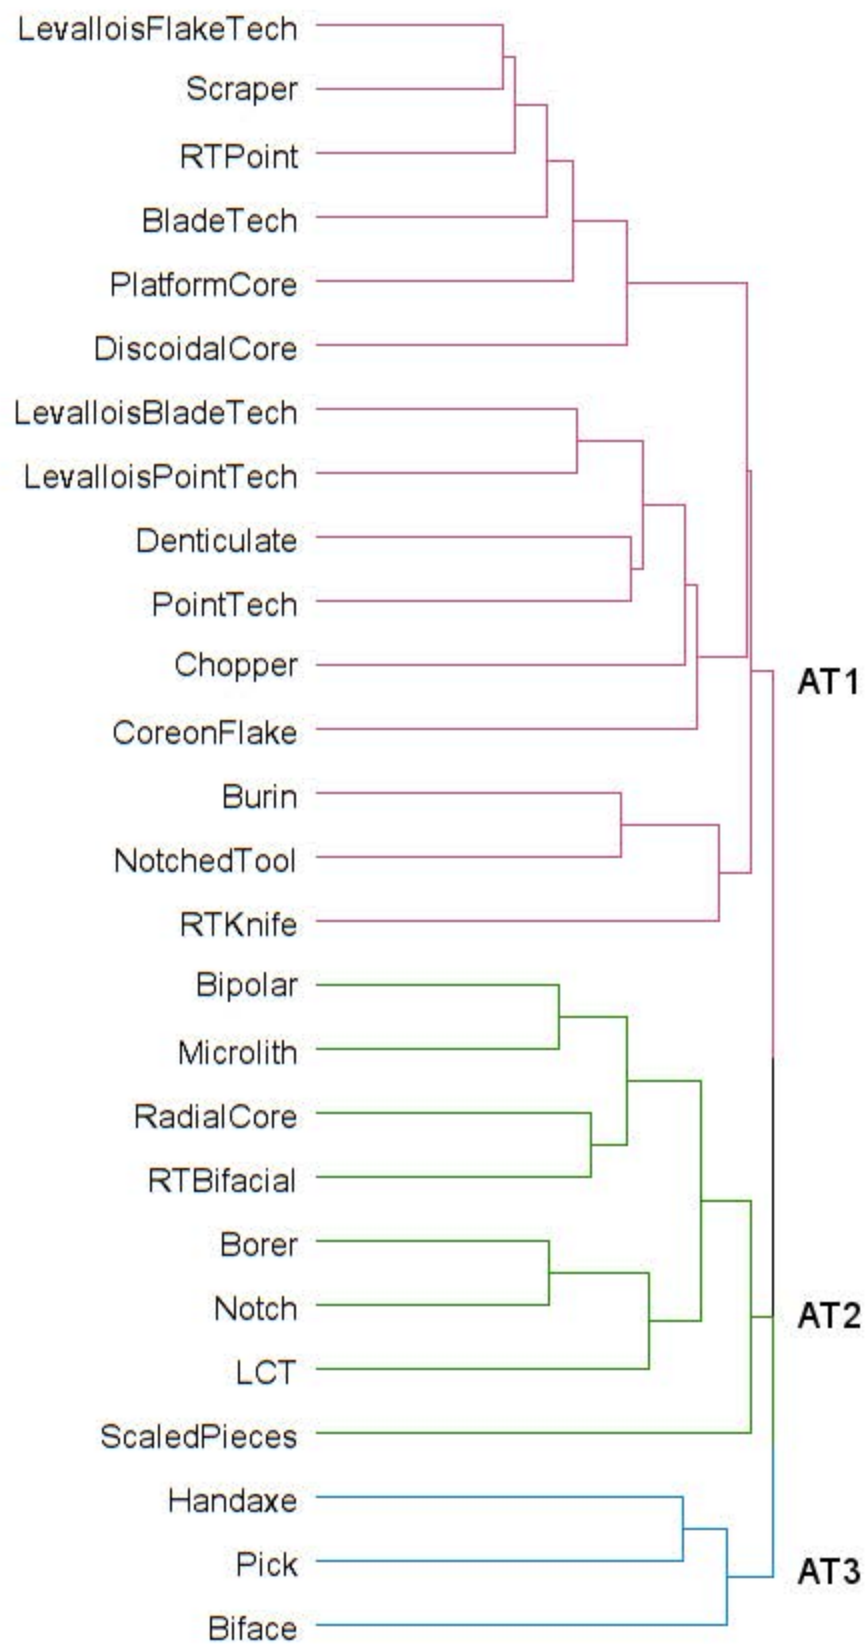 LevalloisFlakeTech
Scraper
RTPoint
BladeTech
PlatformCore
DiscoidalCore
LevalloisBladeTech
LevalloisPointTech
Denticulate
PointTech
Chopper
AT1
CoreonFlake
Burin
NotchedTool
RTKnife
Bipolar
Microlith
RadialCore
RTBifacial
Borer
Notch
AT2
LCT
ScaledPieces
Handaxe
Pick
AT3
Biface